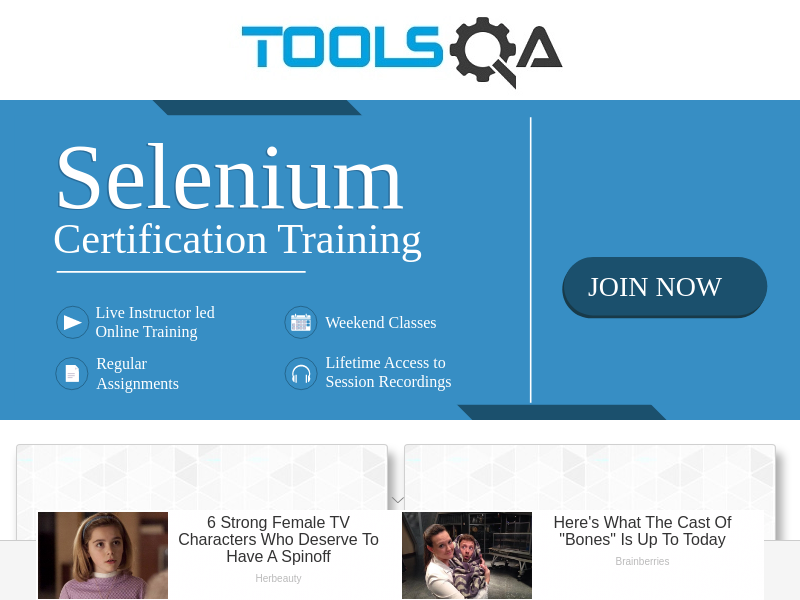 TOOLSQA
Selenium
Certification Training
JOIN NOW
Live Instructor led
Online Training
Weekend Classes
Regular
Assignments
Lifetime Access to
Session Recordings
6 Strong Female TV
Characters Who Deserve To
Have A Spinoff
Herbeauty
Here's What The Cast Of
"Bones" Is Up To Today
Brainberries